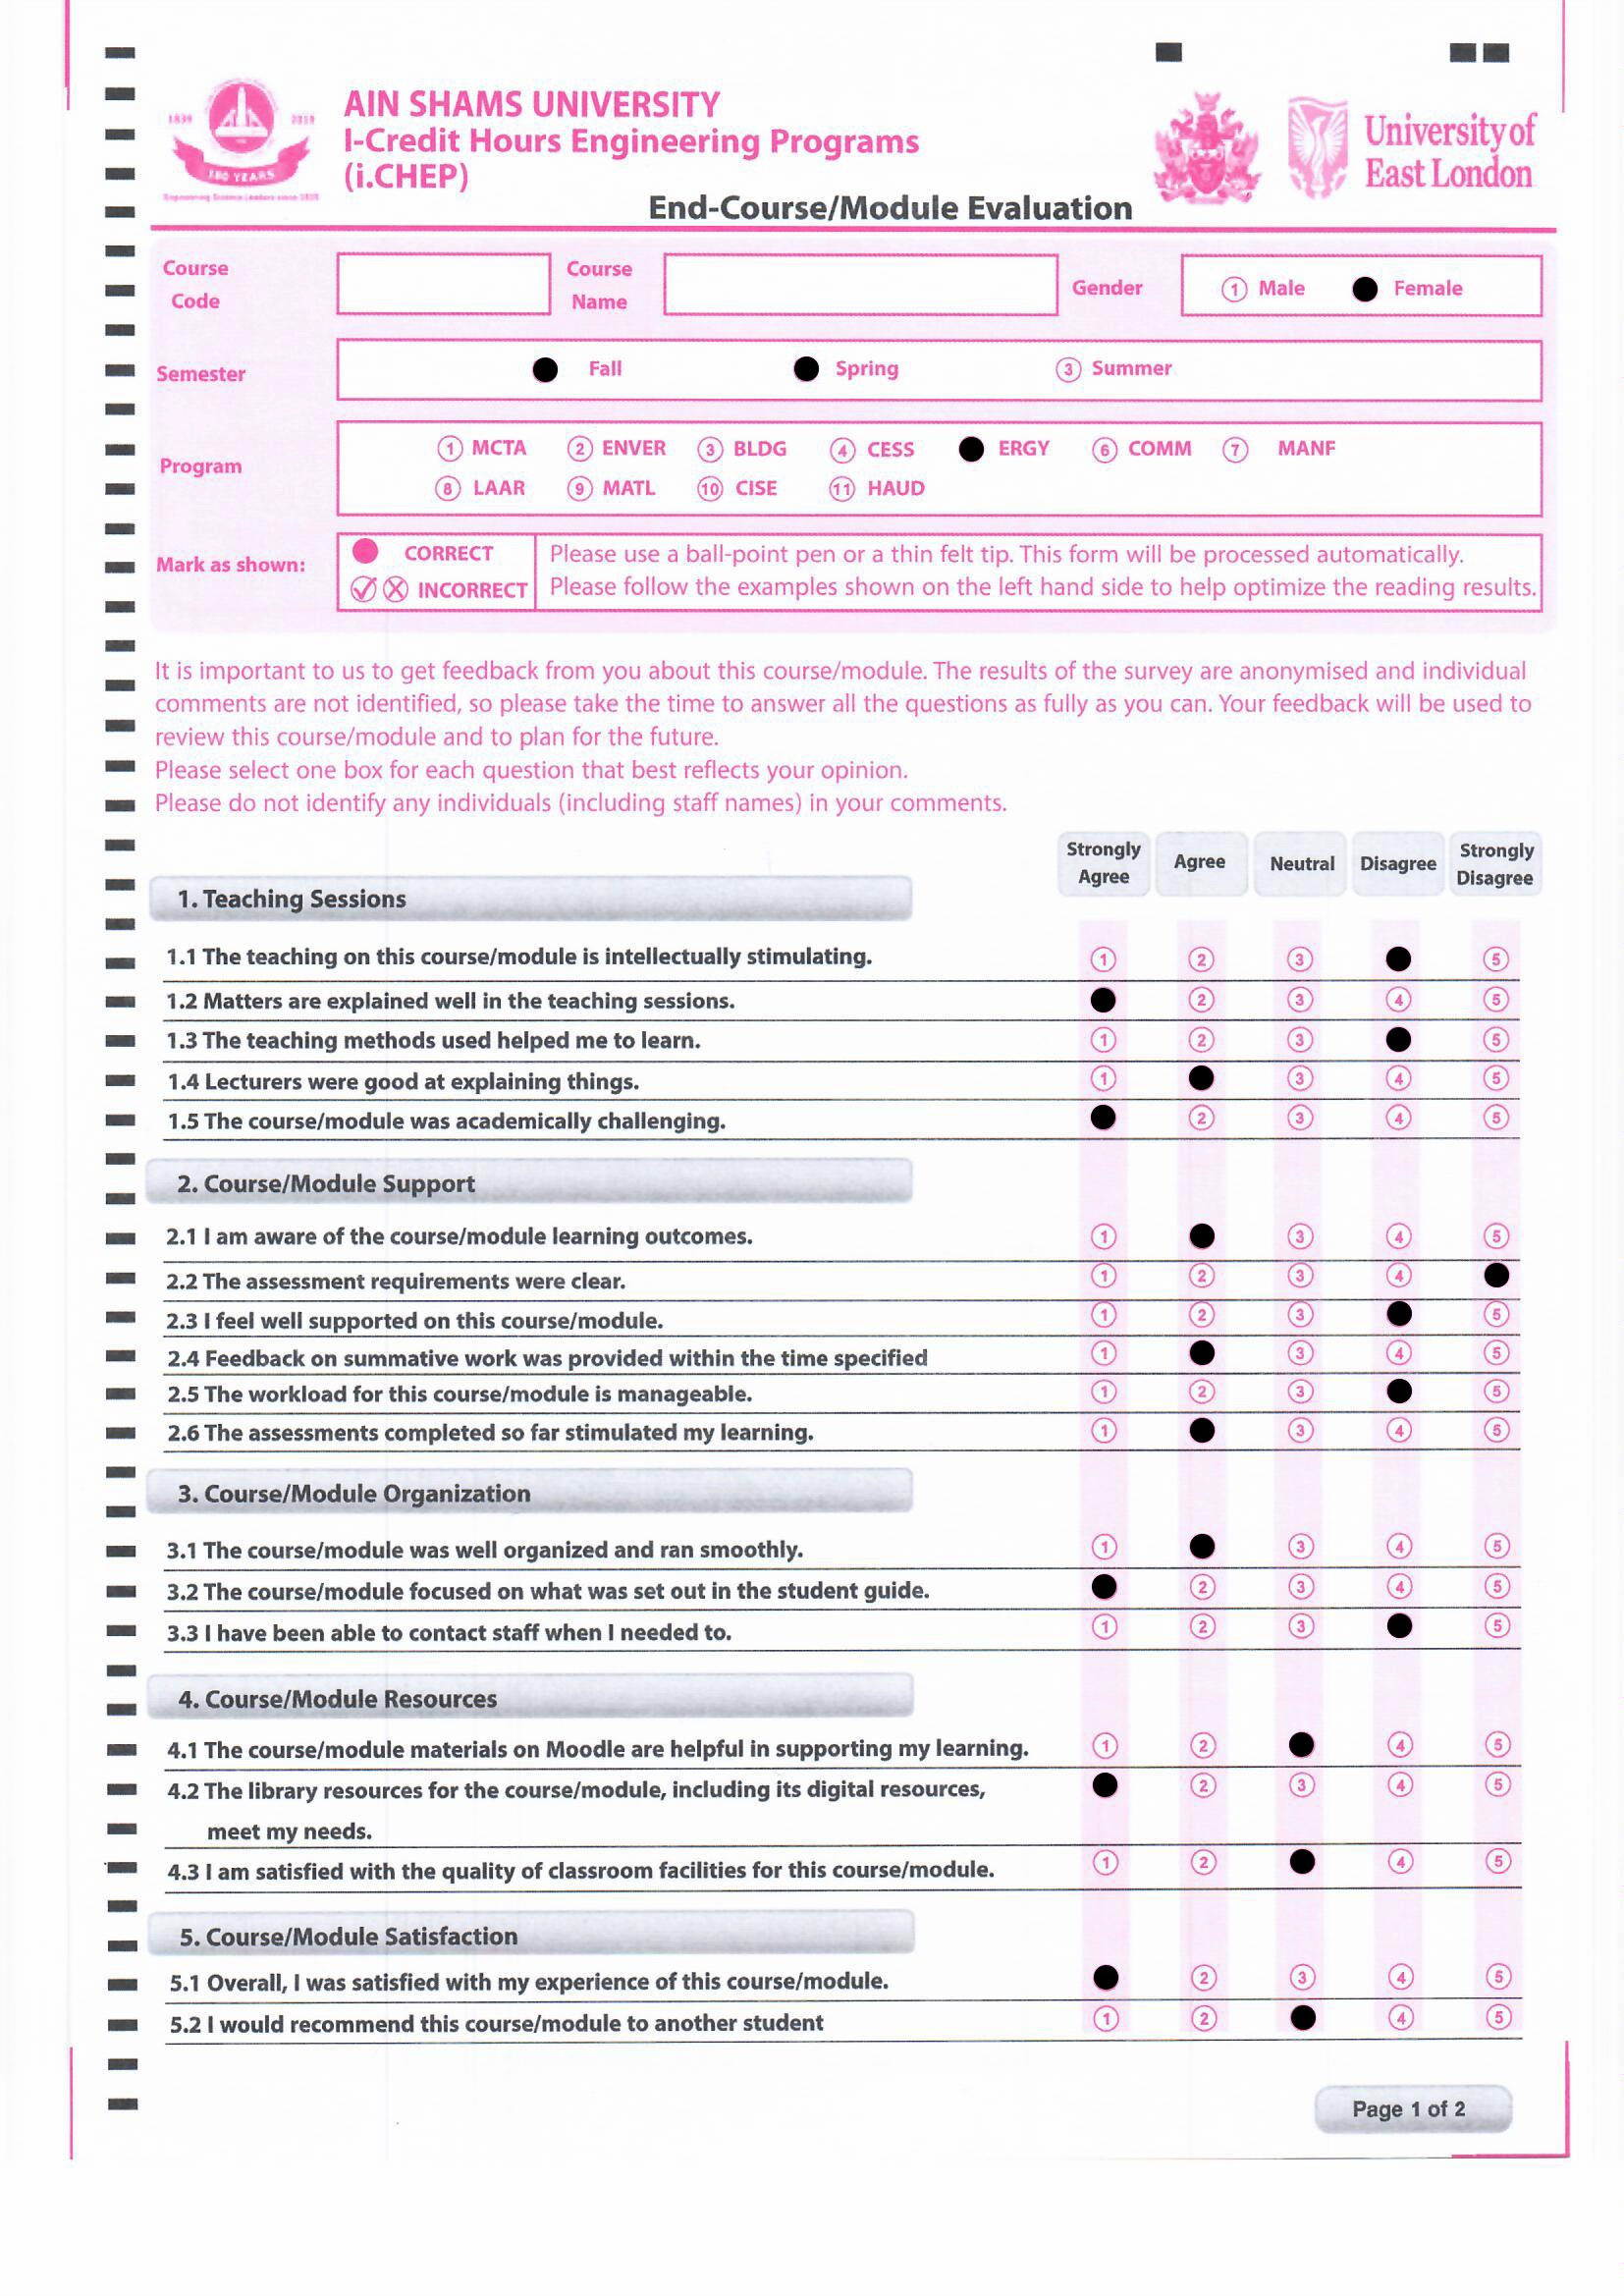 1839 2019
180 YEARS
AIN SHAMS UNIVERSITY
I-Credit Hours Engineering Programs
(i.CHEP)
University of
East London
End-Course/Module Evaluation
Course Code
Course Name
Gender ① Male Female
Semester Fall Spring ③ Summer
Program ① MCTA ② ENVER ③ BLDG ④ CESS ERGY ⑥ COMM ⑦ MANF
⑧ LAAR ⑨ MATL ⑩ CISE ⑪ HAUD
Mark as shown: CORRECT Please use a ball-point pen or a thin felt tip. This form will be processed automatically.
INCORRECT Please follow the examples shown on the left hand side to help optimize the reading results.
It is important to us to get feedback from you about this course/module. The results of the survey are anonymised and individual
comments are not identified, so please take the time to answer all the questions as fully as you can. Your feedback will be used to
review this course/module and to plan for the future.
Please select one box for each question that best reflects your opinion.
Please do not identify any individuals (including staff names) in your comments.
Strongly Agree Agree Neutral Disagree Strongly Disagree
1. Teaching Sessions
1.1 The teaching on this course/module is intellectually stimulating. ① ② ③ ⑤
1.2 Matters are explained well in the teaching sessions. ② ③ ④ ⑤
1.3 The teaching methods used helped me to learn. ① ② ③ ⑤
1.4 Lecturers were good at explaining things. ① ③ ④ ⑤
1.5 The course/module was academically challenging. ② ③ ④ ⑤
2. Course/Module Support
2.1 I am aware of the course/module learning outcomes. ① ③ ④ ⑤
2.2 The assessment requirements were clear. ① ② ③ ④
2.3 I feel well supported on this course/module. ① ② ③ ⑤
2.4 Feedback on summative work was provided within the time specified ① ③ ④ ⑤
2.5 The workload for this course/module is manageable. ① ② ③ ⑤
2.6 The assessments completed so far stimulated my learning. ① ③ ④ ⑤
3. Course/Module Organization
3.1 The course/module was well organized and ran smoothly. ① ③ ④ ⑤
3.2 The course/module focused on what was set out in the student guide. ② ③ ④ ⑤
3.3 I have been able to contact staff when I needed to. ① ② ③ ⑤
4. Course/Module Resources
4.1 The course/module materials on Moodle are helpful in supporting my learning. ① ② ④ ⑤
4.2 The library resources for the course/module, including its digital resources, ② ③ ④ ⑤
meet my needs.
4.3 I am satisfied with the quality of classroom facilities for this course/module. ① ② ④ ⑤
5. Course/Module Satisfaction
5.1 Overall, I was satisfied with my experience of this course/module. ② ③ ④ ⑤
5.2 I would recommend this course/module to another student ① ② ④ ⑤
Page 1 of 2